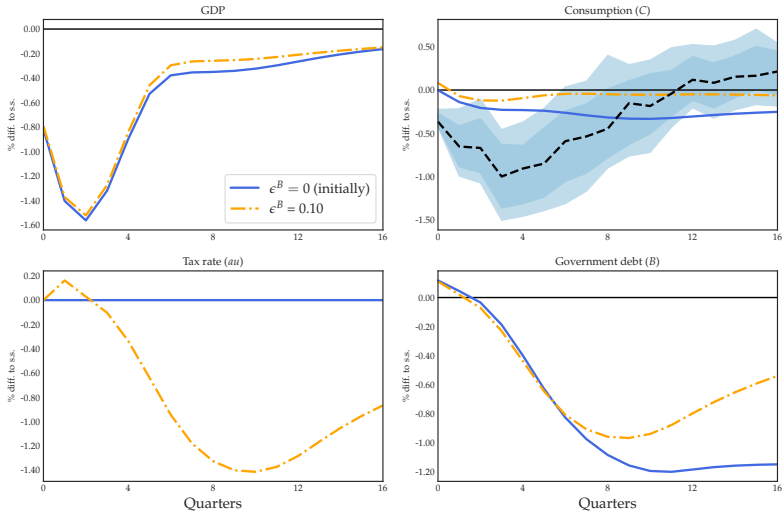 GDP
% diff. to s.s.
0.00
-0.20
-0.40
-0.60
-0.80
-1.00
-1.20
-1.40
-1.60
0 4 8 12 16
ϵ^B = 0 (initially)
ϵ^B = 0.10
Consumption (C)
% diff. to s.s.
0.50
0.00
-0.50
-1.00
-1.50
0 4 8 12 16
Tax rate (au)
% diff. to s.s.
0.20
0.00
-0.20
-0.40
-0.60
-0.80
-1.00
-1.20
-1.40
0 4 8 12 16
Quarters
Government debt (B)
% diff. to s.s.
0.00
-0.20
-0.40
-0.60
-0.80
-1.00
-1.20
0 4 8 12 16
Quarters